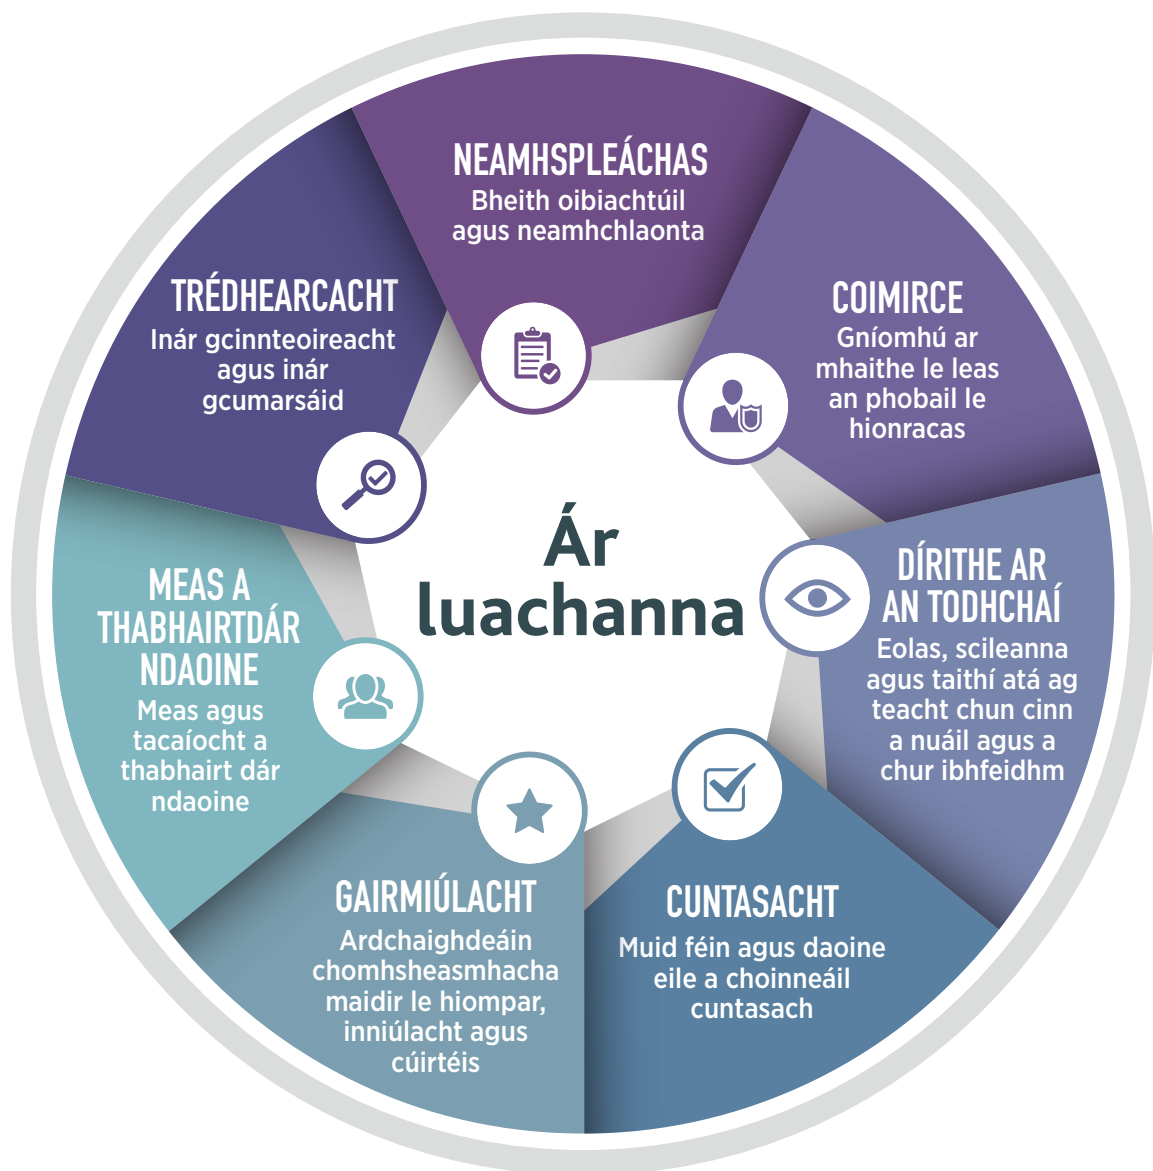 Ár
luachanna
NEAMHSPLEÁCHAS
Bheith oibiachtúil
agus neamhchlaonta
COIMIRCE
Gníomhú ar
mhaithe le leas
an phobail le
hionracas
DÍRITHE AR
AN TODHCHAÍ
Eolas, scileanna
agus taithí atá ag
teacht chun cinn
a nuáil agus a
chur ibhfeidhm
CUNTASACHT
Muid féin agus daoine
eile a choinneáil
cuntasach
GAIRMIÚLACHT
Ardchaighdeáin
chomhsheasmhacha
maidir le hiompar,
inniúlacht agus
cúirtéis
MEAS A
THABHAIRTDÁR
NDAOINE
Meas agus
tacaíocht a
thabhairt dár
ndaoine
TRÉDHEARCACHT
Inár gcinnteoireacht
agus inár
gcumarsáid